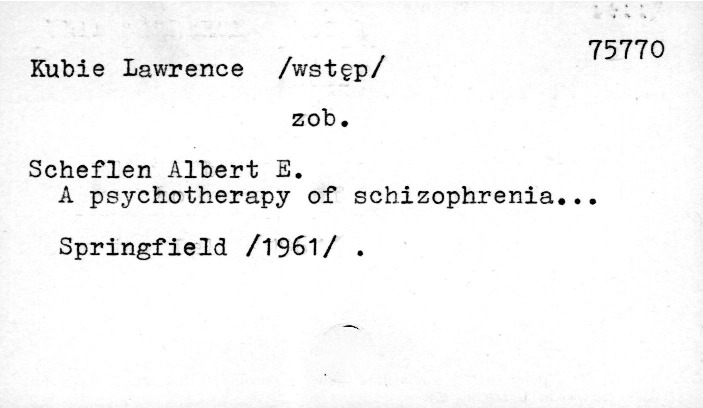 75770
Kubie Lawrence /wstęp/
zob.
Scheflen Albert E.
A psychotherapy of schizophrenia...
Springfield /1961/ .